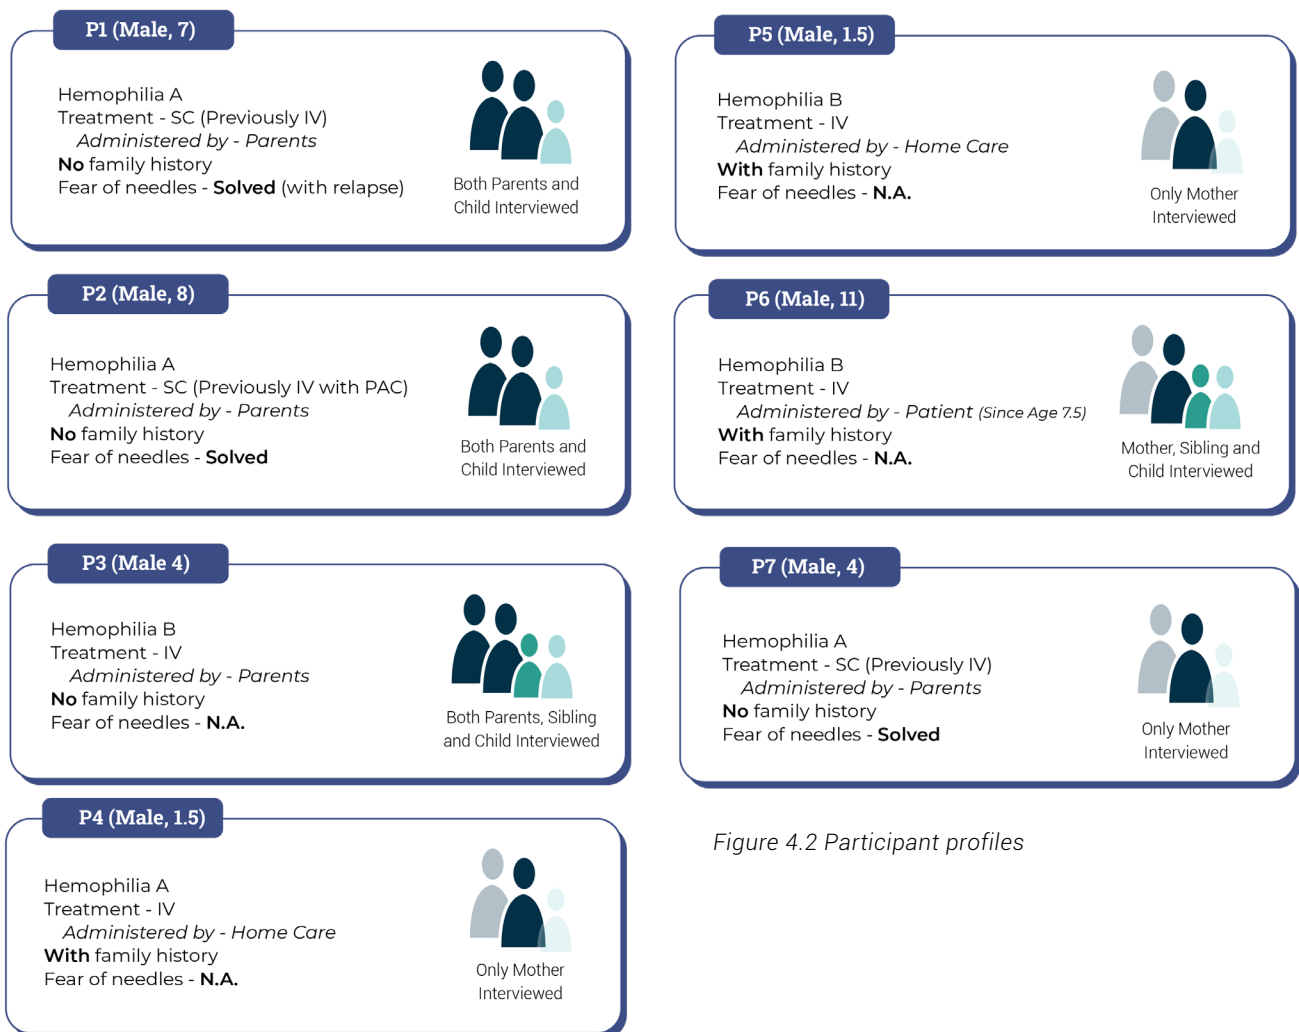 P1 (Male, 7)
Hemophilia A
Treatment - SC (Previously IV)
Administered by - Parents
No family history
Fear of needles - Solved (with relapse)
Both Parents and
Child Interviewed
P2 (Male, 8)
Hemophilia A
Treatment - SC (Previously IV with PAC)
Administered by - Parents
No family history
Fear of needles - Solved
Both Parents and
Child Interviewed
P3 (Male 4)
Hemophilia B
Treatment - IV
Administered by - Parents
No family history
Fear of needles - N.A.
Both Parents, Sibling
and Child Interviewed
P4 (Male, 1.5)
Hemophilia A
Treatment - IV
Administered by - Home Care
With family history
Fear of needles - N.A.
Only Mother
Interviewed
P5 (Male, 1.5)
Hemophilia B
Treatment - IV
Administered by - Home Care
With family history
Fear of needles - N.A.
Only Mother
Interviewed
P6 (Male, 11)
Hemophilia B
Treatment - IV
Administered by - Patient (Since Age 7.5)
With family history
Fear of needles - N.A.
Mother, Sibling and
Child Interviewed
P7 (Male, 4)
Hemophilia A
Treatment - SC (Previously IV)
Administered by - Parents
No family history
Fear of needles - Solved
Only Mother
Interviewed
Figure 4.2 Participant profiles